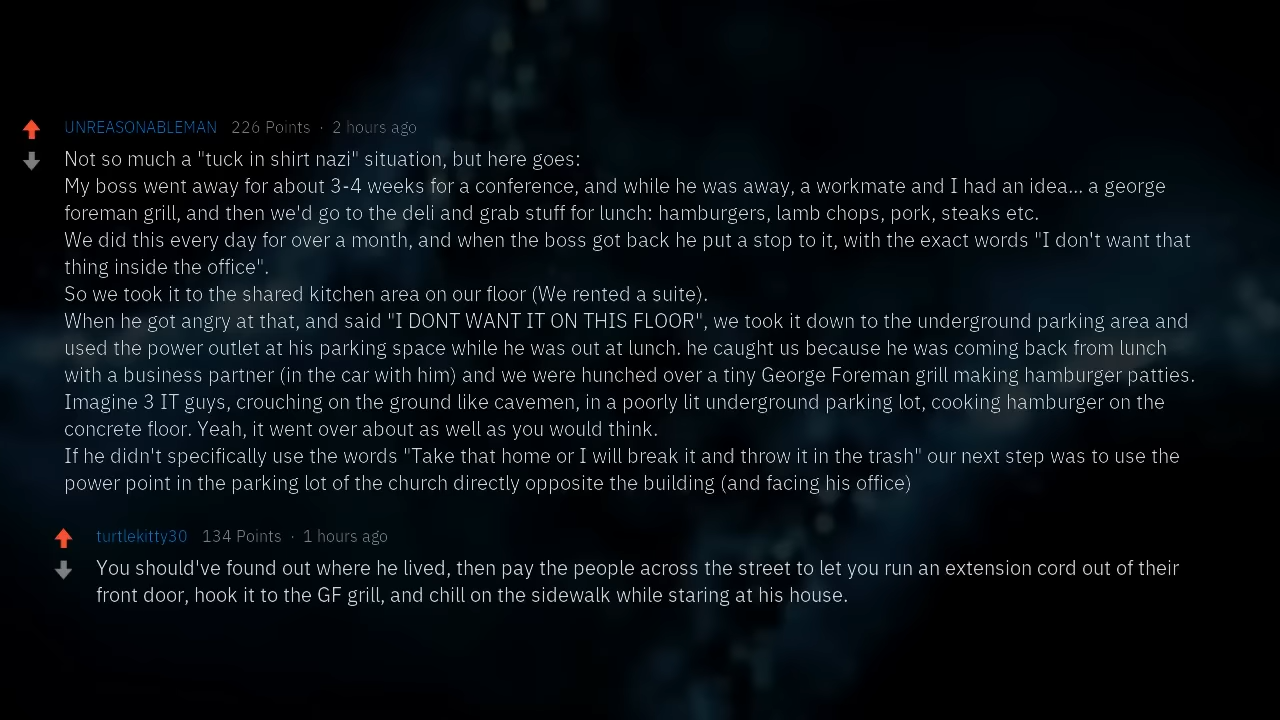 UNREASONABLEMAN 226 Points · 2 hours ago
Not so much a "tuck in shirt nazi" situation, but here goes:
My boss went away for about 3-4 weeks for a conference, and while he was away, a workmate and I had an idea... a george
foreman grill, and then we'd go to the deli and grab stuff for lunch: hamburgers, lamb chops, pork, steaks etc.
We did this every day for over a month, and when the boss got back he put a stop to it, with the exact words "I don't want that
thing inside the office".
So we took it to the shared kitchen area on our floor (We rented a suite).
When he got angry at that, and said "I DONT WANT IT ON THIS FLOOR", we took it down to the underground parking area and
used the power outlet at his parking space while he was out at lunch. he caught us because he was coming back from lunch
with a business partner (in the car with him) and we were hunched over a tiny George Foreman grill making hamburger patties.
Imagine 3 IT guys, crouching on the ground like cavemen, in a poorly lit underground parking lot, cooking hamburger on the
concrete floor. Yeah, it went over about as well as you would think.
If he didn't specifically use the words "Take that home or I will break it and throw it in the trash" our next step was to use the
power point in the parking lot of the church directly opposite the building (and facing his office)
turtlekitty30 134 Points · 1 hours ago
You should've found out where he lived, then pay the people across the street to let you run an extension cord out of their
front door, hook it to the GF grill, and chill on the sidewalk while staring at his house.